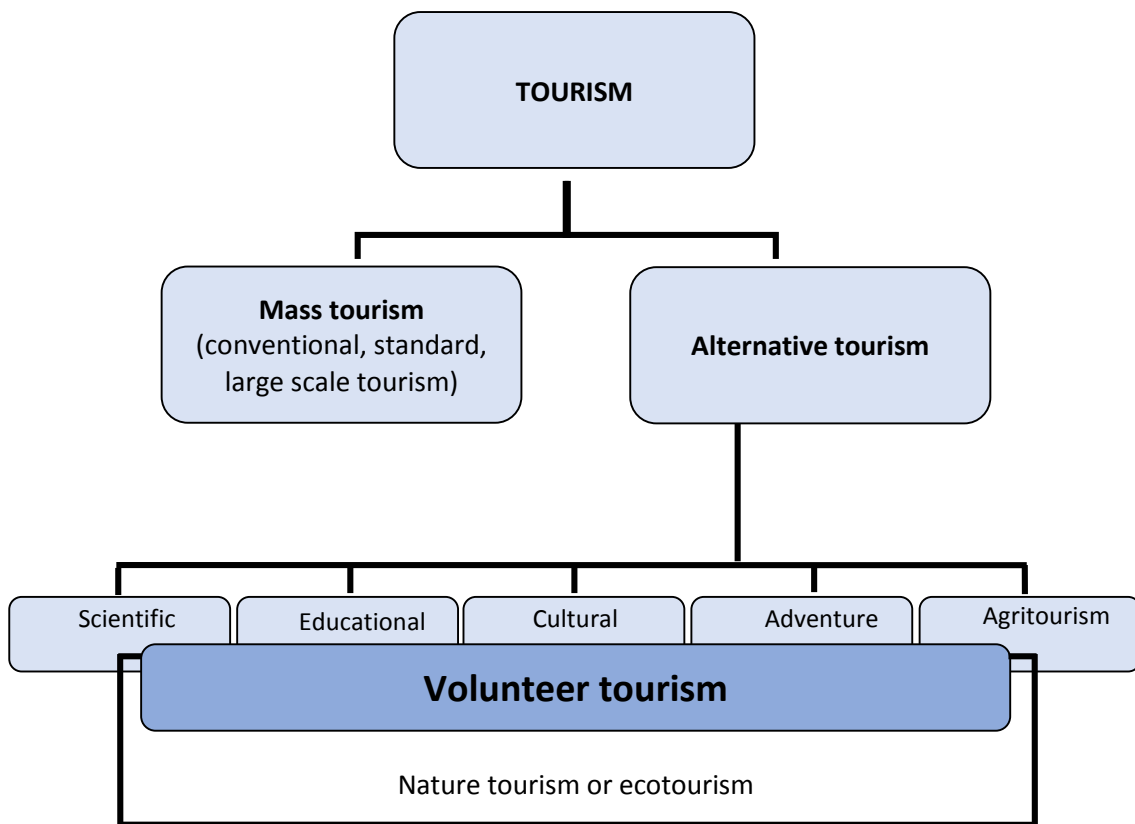 TOURISM
Mass tourism
(conventional, standard,
large scale tourism)
Alternative tourism
Scientific
Educational
Cultural
Adventure
Agritourism
Volunteer tourism
Nature tourism or ecotourism